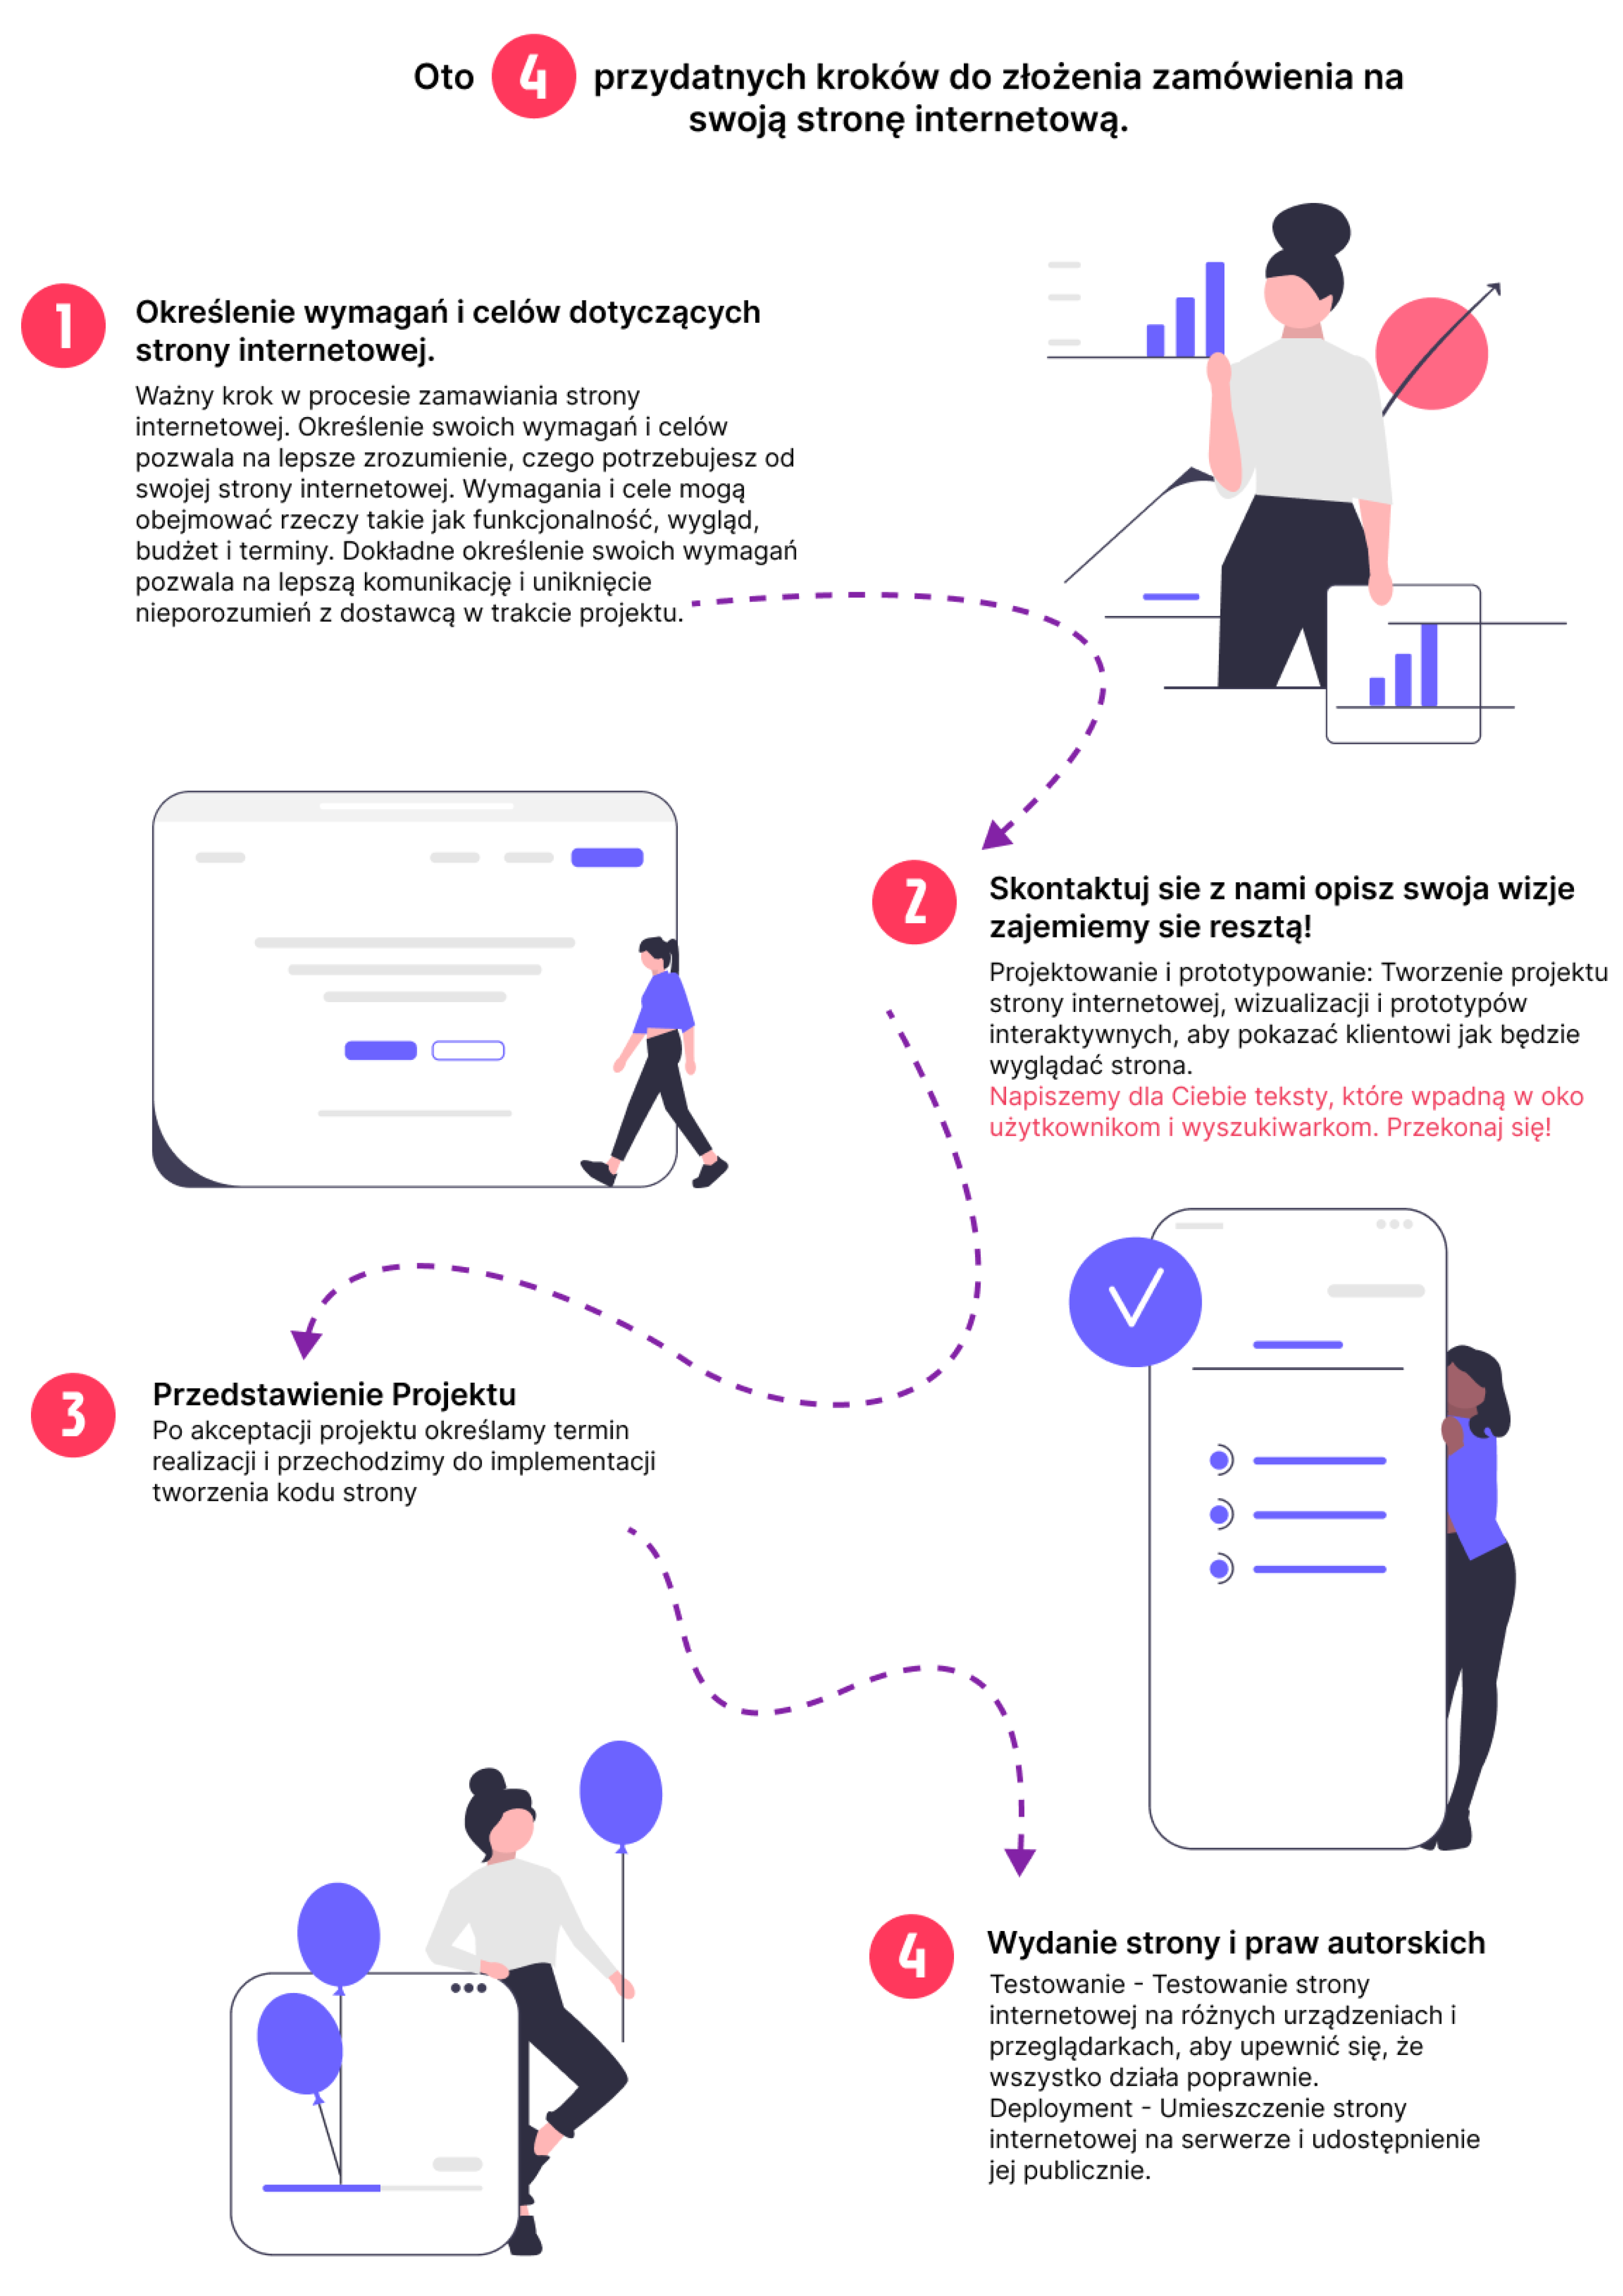 Oto 4 przydatnych kroków do złożenia zamówienia na
swoją stronę internetową.
1
Określenie wymagań i celów dotyczących
strony internetowej.
Ważny krok w procesie zamawiania strony
internetowej. Określenie swoich wymagań i celów
pozwala na lepsze zrozumienie, czego potrzebujesz od
swojej strony internetowej. Wymagania i cele mogą
obejmować rzeczy takie jak funkcjonalność, wygląd,
budżet i terminy. Dokładne określenie swoich wymagań
pozwala na lepszą komunikację i uniknięcie
nieporozumień z dostawcą w trakcie projektu.
2
Skontaktuj sie z nami opisz swoja wizje
zajemiemy sie resztą!
Projektowanie i prototypowanie: Tworzenie projektu
strony internetowej, wizualizacji i prototypów
interaktywnych, aby pokazać klientowi jak będzie
wyglądać strona.
Napiszemy dla Ciebie teksty, które wpadną w oko
użytkownikom i wyszukiwarkom. Przekonaj się!
3
Przedstawienie Projektu
Po akceptacji projektu określamy termin
realizacji i przechodzimy do implementacji
tworzenia kodu strony
4
Wydanie strony i praw autorskich
Testowanie - Testowanie strony
internetowej na różnych urządzeniach i
przeglądarkach, aby upewnić się, że
wszystko działa poprawnie.
Deployment - Umieszczenie strony
internetowej na serwerze i udostępnienie
jej publicznie.